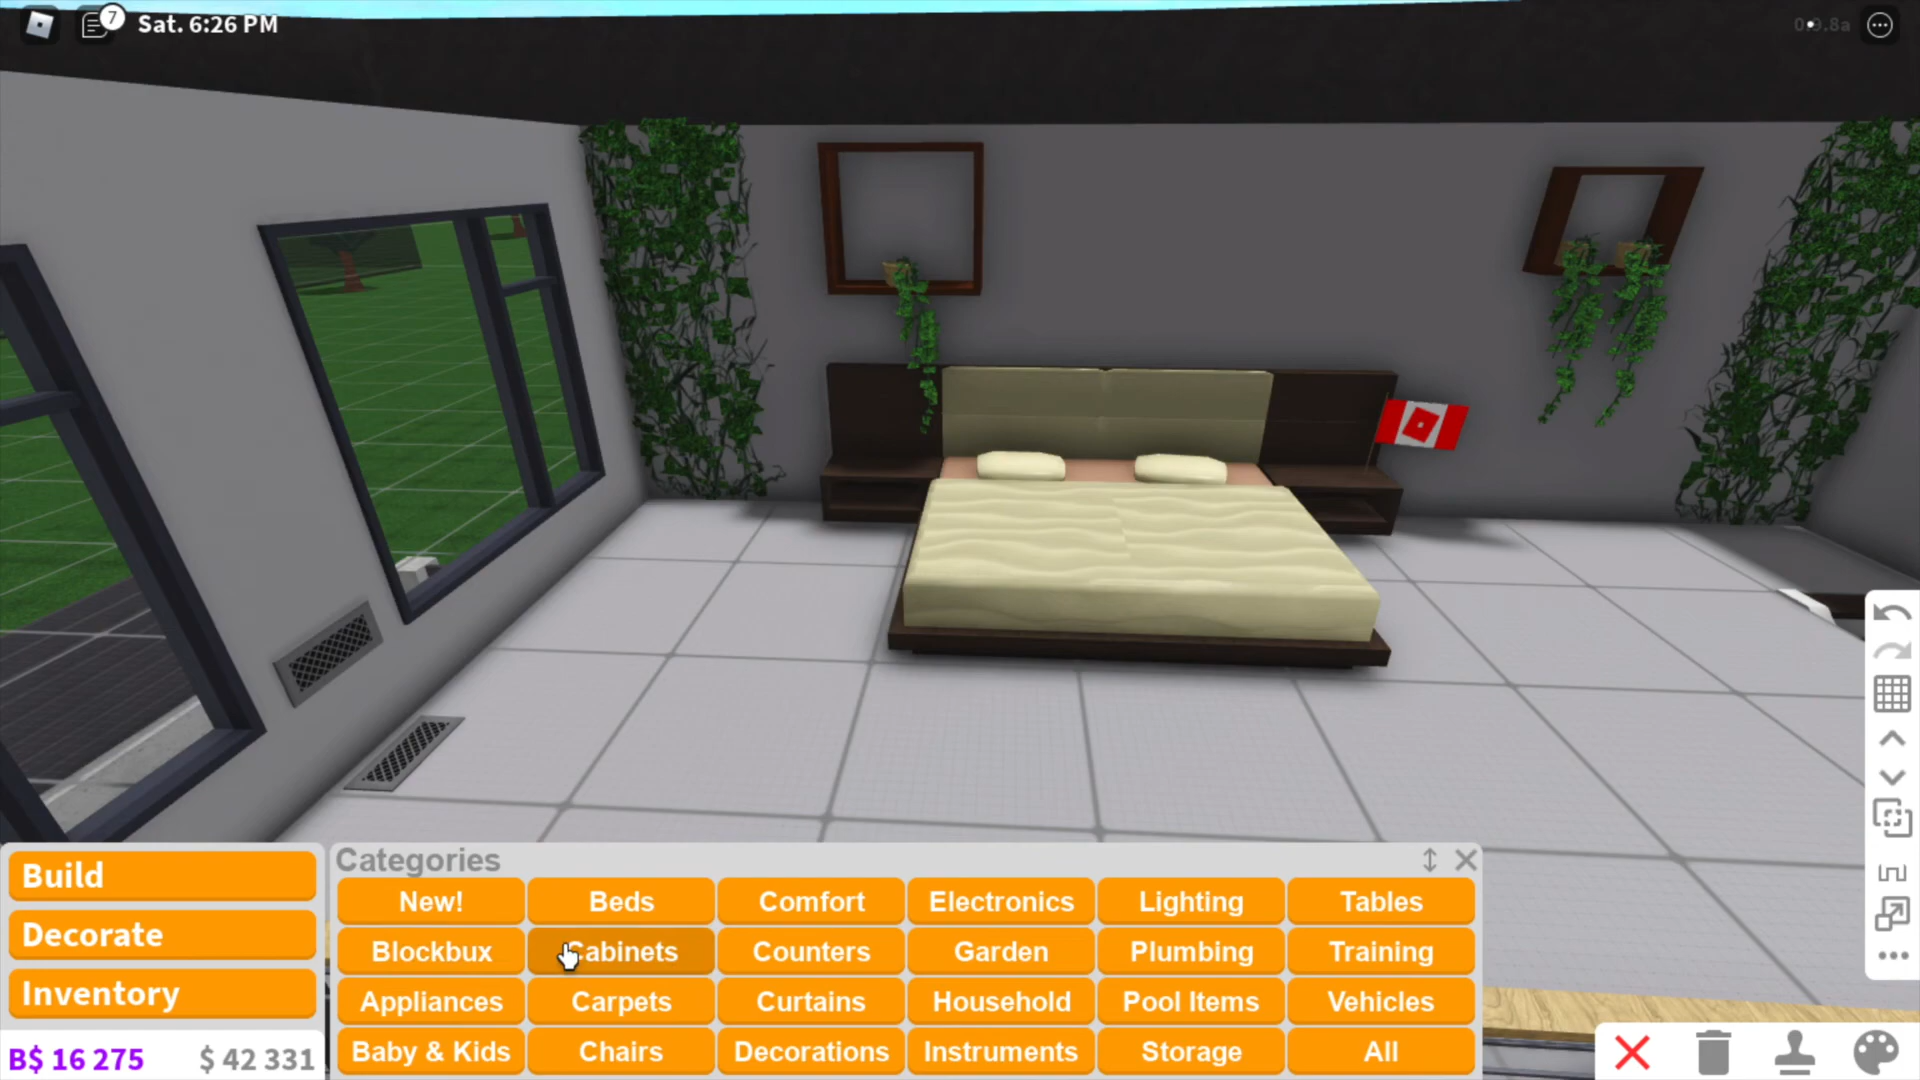 7
Sat. 6:26 PM
Build
Decorate
Inventory
B$ 16 275
$ 42 331
Categories
New!
Beds
Comfort
Electronics
Lighting
Tables
Blockbux
Cabinets
Counters
Garden
Plumbing
Training
Appliances
Carpets
Curtains
Household
Pool Items
Vehicles
Baby & Kids
Chairs
Decorations
Instruments
Storage
All